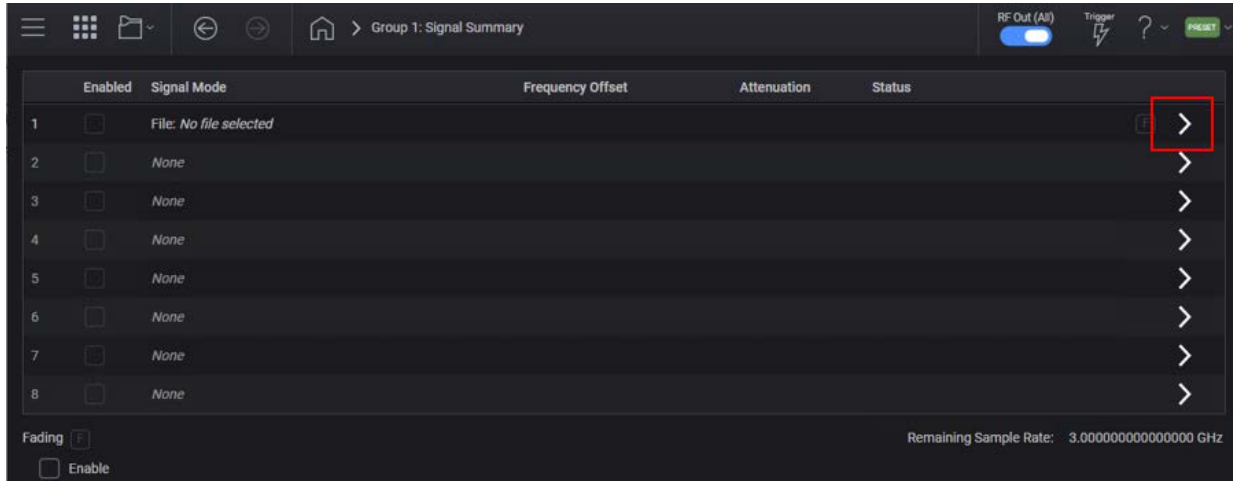 Group 1: Signal Summary
RF Out (All)
Trigger
?
PRESET
Enabled Signal Mode Frequency Offset Attenuation Status
1 File: No file selected F
2 None
3 None
4 None
5 None
6 None
7 None
8 None
Fading F Remaining Sample Rate: 3.000000000000000 GHz
Enable